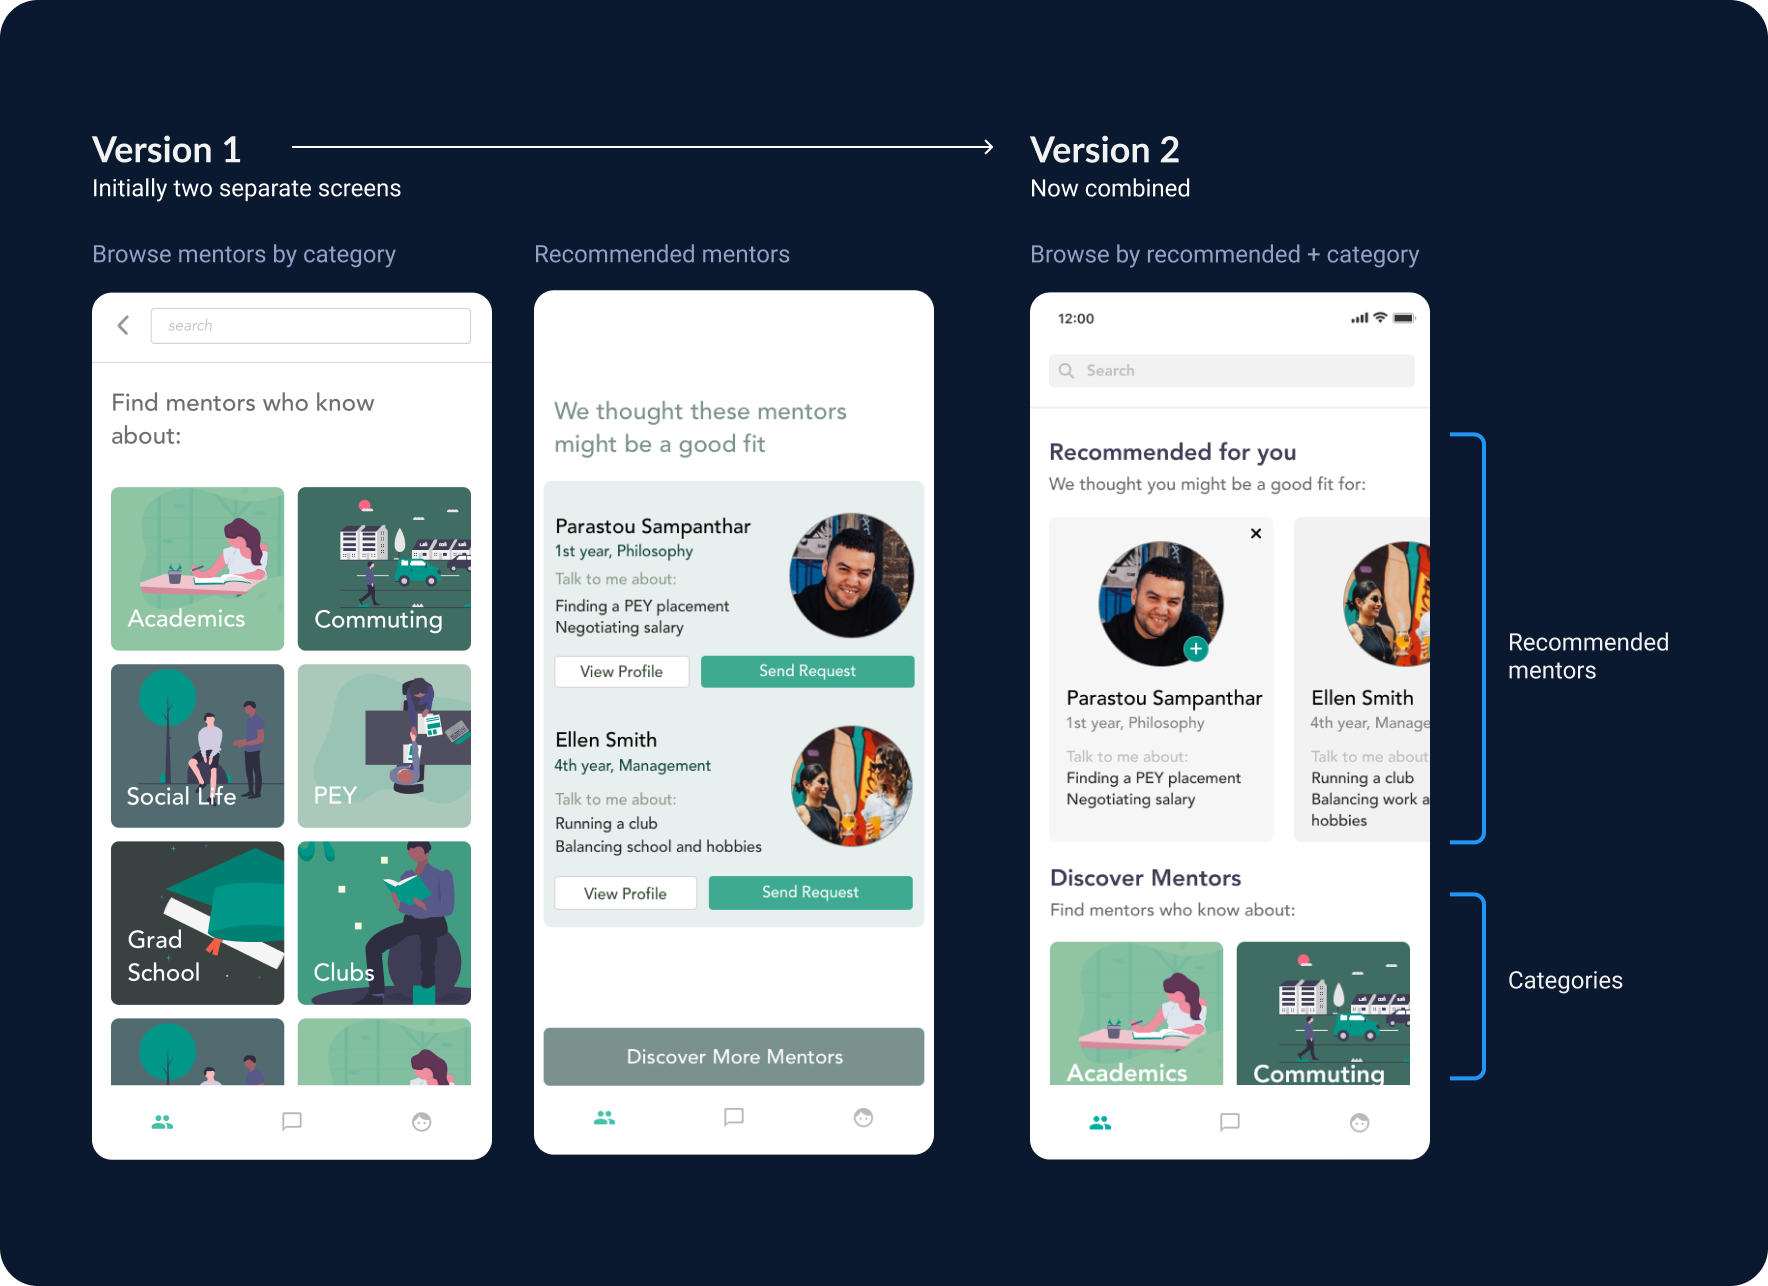 Version 1
Initially two separate screens
Browse mentors by category
search
Find mentors who know
about:
Academics
Commuting
Social Life
PEY
Grad
School
Clubs
Recommended mentors
We thought these mentors
might be a good fit
Parastou Sampanthar
1st year, Philosophy
Talk to me about:
Finding a PEY placement
Negotiating salary
View Profile
Send Request
Ellen Smith
4th year, Management
Talk to me about:
Running a club
Balancing school and hobbies
View Profile
Send Request
Discover More Mentors
Version 2
Now combined
Browse by recommended + category
12:00
Search
Recommended for you
We thought you might be a good fit for:
Parastou Sampanthar
1st year, Philosophy
Talk to me about:
Finding a PEY placement
Negotiating salary
Ellen Smith
4th year, Manage
Talk to me about
Running a club
Balancing work a
hobbies
Discover Mentors
Find mentors who know about:
Academics
Commuting
Recommended
mentors
Categories